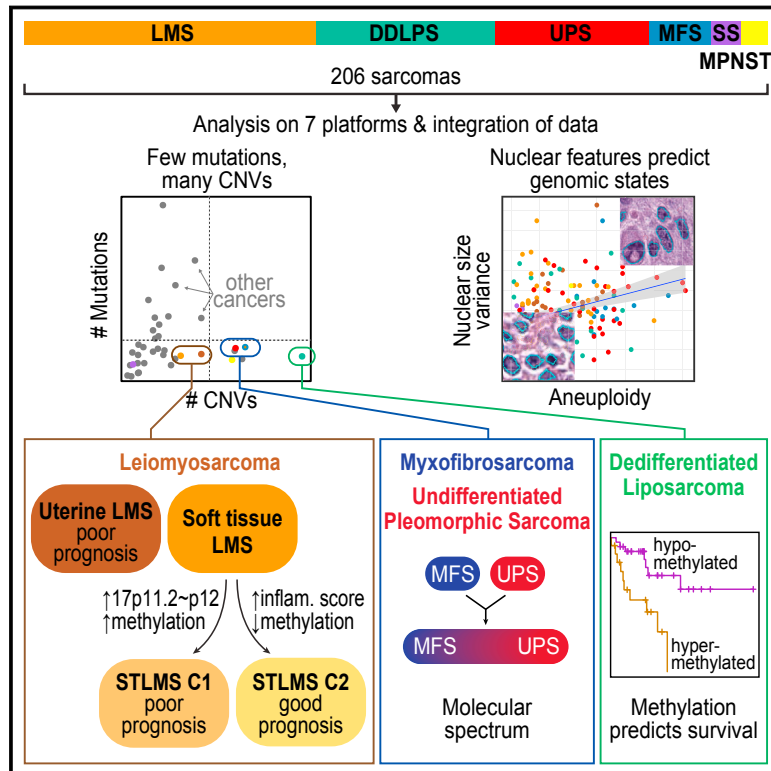 LMS DDLPS UPS MFS SS
MPNST
206 sarcomas
Analysis on 7 platforms & integration of data
Few mutations,
many CNVs
# Mutations
other
cancers
# CNVs
Nuclear features predict
genomic states
Nuclear size
variance
Aneuploidy
Leiomyosarcoma
Uterine LMS
poor
prognosis
Soft tissue
LMS
↑17p11.2~p12
↑methylation
↑inflam. score
↓methylation
STLMS C1
poor
prognosis
STLMS C2
good
prognosis
Myxofibrosarcoma
Undifferentiated
Pleomorphic Sarcoma
MFS UPS
MFS UPS
Molecular
spectrum
Dedifferentiated
Liposarcoma
hypo-
methylated
hyper-
methylated
Methylation
predicts survival